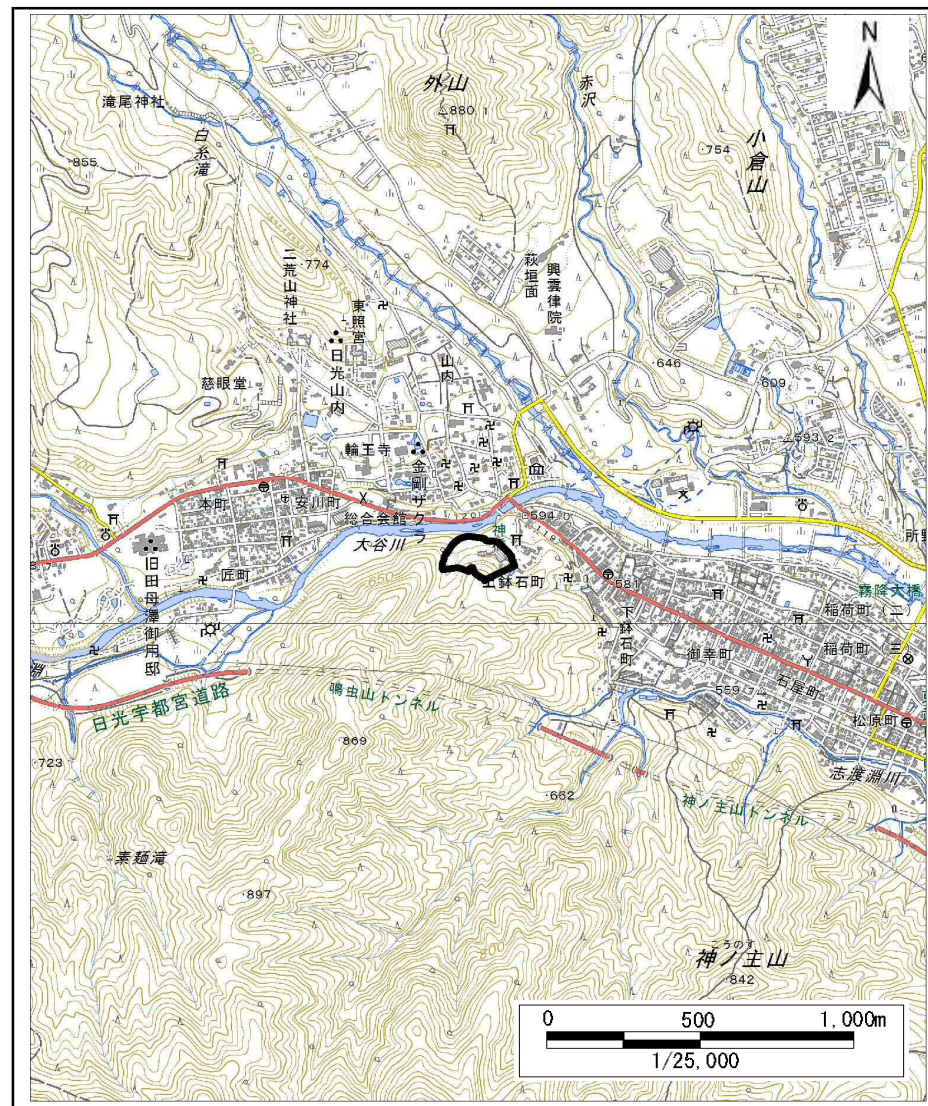 N
外山
880.1
赤沢
滝尾神社
白糸滝
855
754
小倉山
774
二荒山神社
東照宮
日光山内
萩垣面
興雲律院
山内
646
609
慈眼堂
593.2
輪王寺
金剛ザクラ
700
本町
安川町
総合会館
594
大谷川
神
所野
旧田母澤御用邸
匠町
650
鉢石町
581
霧降大橋
下鉢石町
稲荷町(二)
稲荷町
三
御幸町
石屋町
日光宇都宮道路
鳴虫山トンネル
559.7
松原町
869
723
志渡淵川
662
600
神ノ主山トンネル
素麺滝
897
800
こうのす
神ノ主山
842
0 500 1,000m
1/25,000